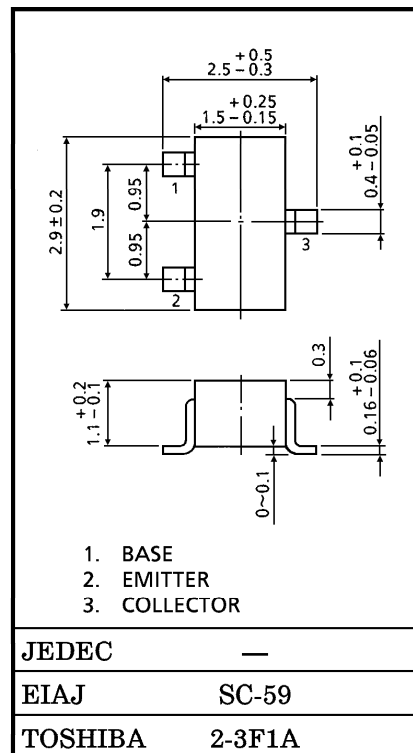 +0.5
2.5 – 0.3
+0.25
1.5 – 0.15
2.9 ± 0.2
1.9
0.95
0.95
1
2
3
+0.1
0.4 – 0.05
+0.2
1.1 – 0.1
0.3
+0.1
0.16 – 0.06
0~0.1
1. BASE
2. EMITTER
3. COLLECTOR
JEDEC —
EIAJ SC-59
TOSHIBA 2-3F1A